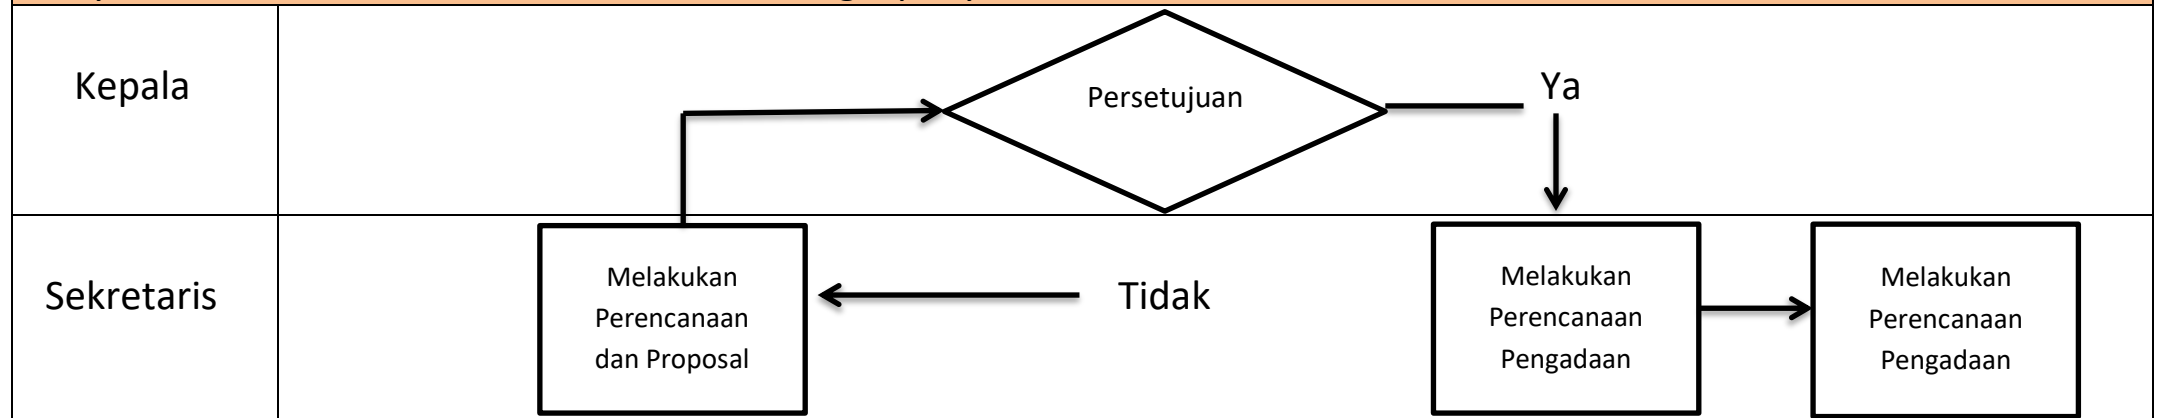 Kepala
Persetujuan
Ya
Sekretaris
Melakukan
Perencanaan
dan Proposal
Tidak
Melakukan
Perencanaan
Pengadaan
Melakukan
Perencanaan
Pengadaan